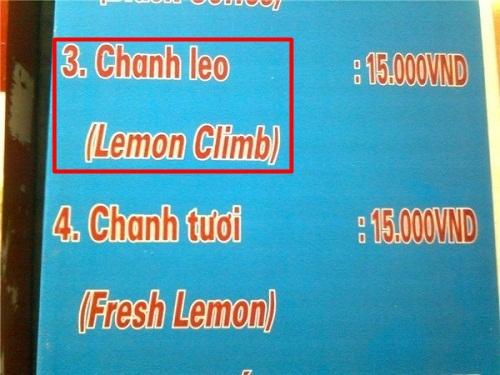 3. Chanh leo : 15.000VND
(Lemon Climb)
4. Chanh tươi : 15.000VND
(Fresh Lemon)